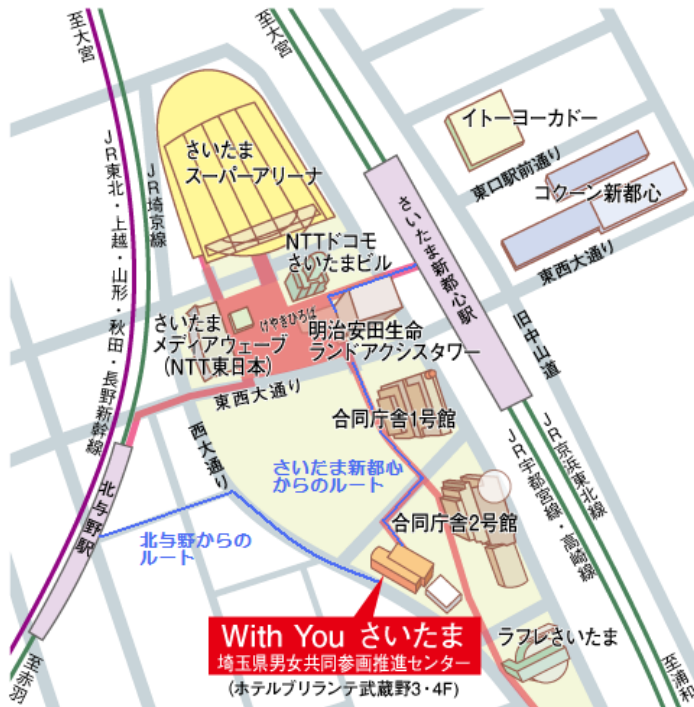 至大宮
至大宮
JR東北・上越・山形・秋田・長野新幹線
JR埼京線
さいたま
スーパーアリーナ
イトーヨーカドー
東口駅前通り
コクーン新都心
東西大通り
さいたま新都心駅
NTTドコモ
さいたまビル
けやきひろば
さいたま
メディアウェーブ
(NTT東日本)
明治安田生命
ランドアクシスタワー
旧中山道
東西大通り
西大通り
合同庁舎1号館
さいたま新都心
からのルート
JR京浜東北線
JR宇都宮線・高崎線
北与野駅
北与野からの
ルート
合同庁舎2号館
With You さいたま
埼玉県男女共同参画推進センター
(ホテルブリランテ武蔵野3・4F)
ラフレさいたま
至赤羽
至浦和